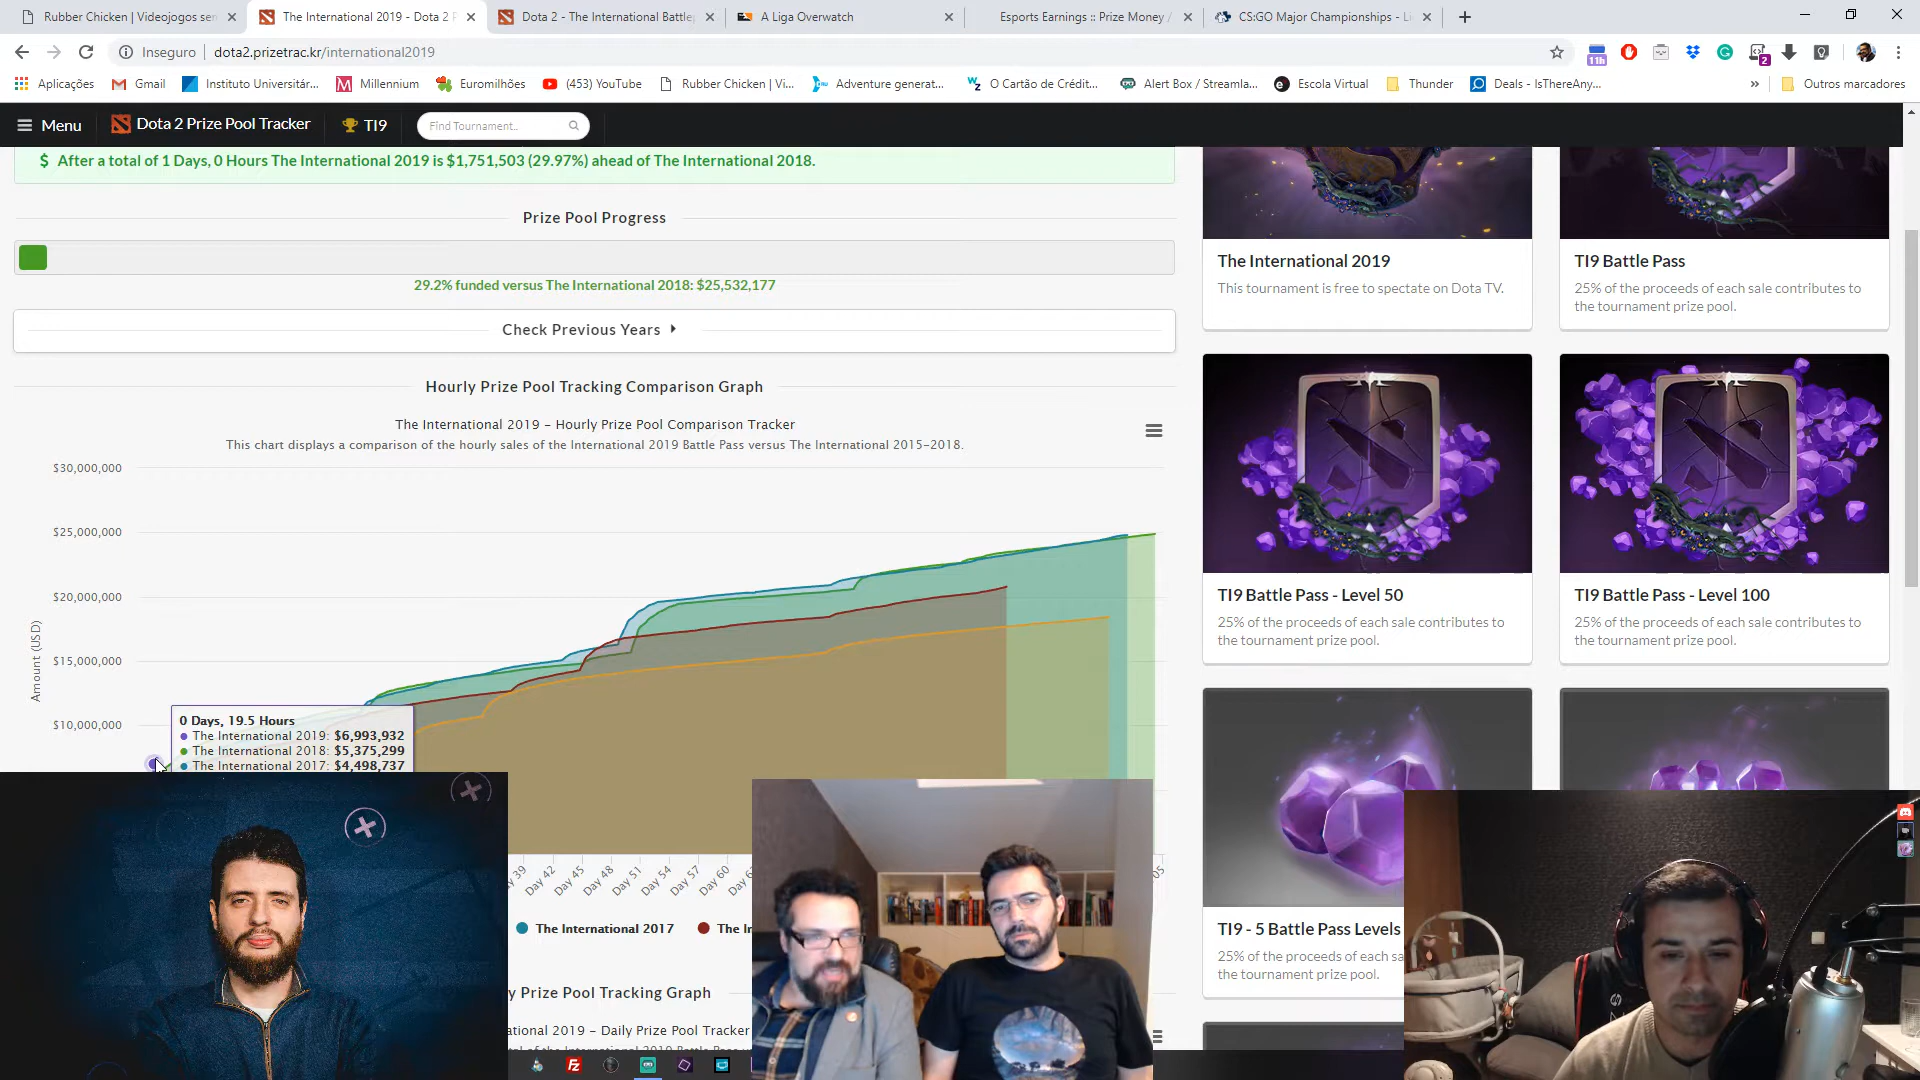 Rubber Chicken | Videojogos sem
The International 2019 - Dota 2 P
Dota 2 - The International Battle
A Liga Overwatch
Esports Earnings :: Prize Money /
CS:GO Major Championships - Li
Inseguro
dota2.prizetrac.kr/international2019
11h
2
Aplicações
Gmail
Instituto Universitár...
Millennium
Euromilhões
(453) YouTube
Rubber Chicken | Vi...
Adventure generat...
O Cartão de Crédit...
Alert Box / Streamla...
Escola Virtual
Thunder
Deals - IsThereAny...
»
Outros marcadores
Menu
Dota 2 Prize Pool Tracker
TI9
Find Tournament..
$ After a total of 1 Days, 0 Hours The International 2019 is $1,751,503 (29.97%) ahead of The International 2018.
Prize Pool Progress
29.2% funded versus The International 2018: $25,532,177
Check Previous Years
Hourly Prize Pool Tracking Comparison Graph
The International 2019 – Hourly Prize Pool Comparison Tracker
This chart displays a comparison of the hourly sales of the International 2019 Battle Pass versus The International 2015-2018.
$30,000,000
$25,000,000
$20,000,000
$15,000,000
$10,000,000
Amount (USD)
0 Days, 19.5 Hours
The International 2019: $6,993,932
The International 2018: $5,375,299
The International 2017: $4,498,737
39
Day 42
Day 45
Day 48
Day 51
Day 54
Day 57
Day 60
05
The International 2017
The In
y Prize Pool Tracking Graph
ational 2019 – Daily Prize Pool Tracker
The International 2019
This tournament is free to spectate on Dota TV.
TI9 Battle Pass
25% of the proceeds of each sale contributes to
the tournament prize pool.
TI9 Battle Pass - Level 50
25% of the proceeds of each sale contributes to
the tournament prize pool.
TI9 Battle Pass - Level 100
25% of the proceeds of each sale contributes to
the tournament prize pool.
TI9 - 5 Battle Pass Levels
25% of the proceeds of each sa
the tournament prize pool.